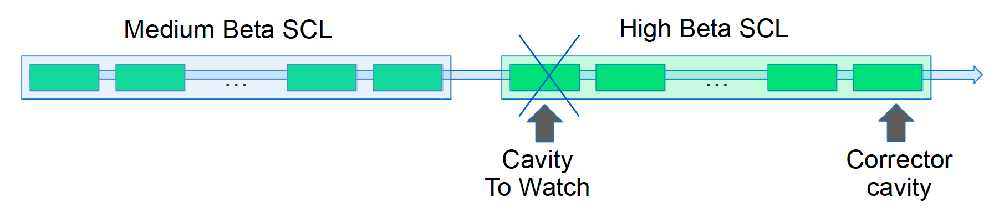 Medium Beta SCL
High Beta SCL
...
...
Cavity
To Watch
Corrector
cavity